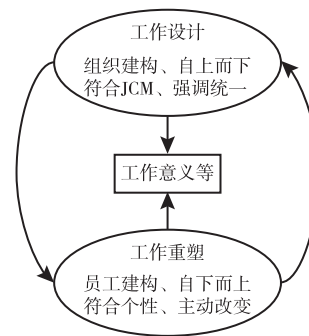 工作设计
组织建构、自上而下
符合JCM、强调统一
工作意义等
工作重塑
员工建构、自下而上
符合个性、主动改变